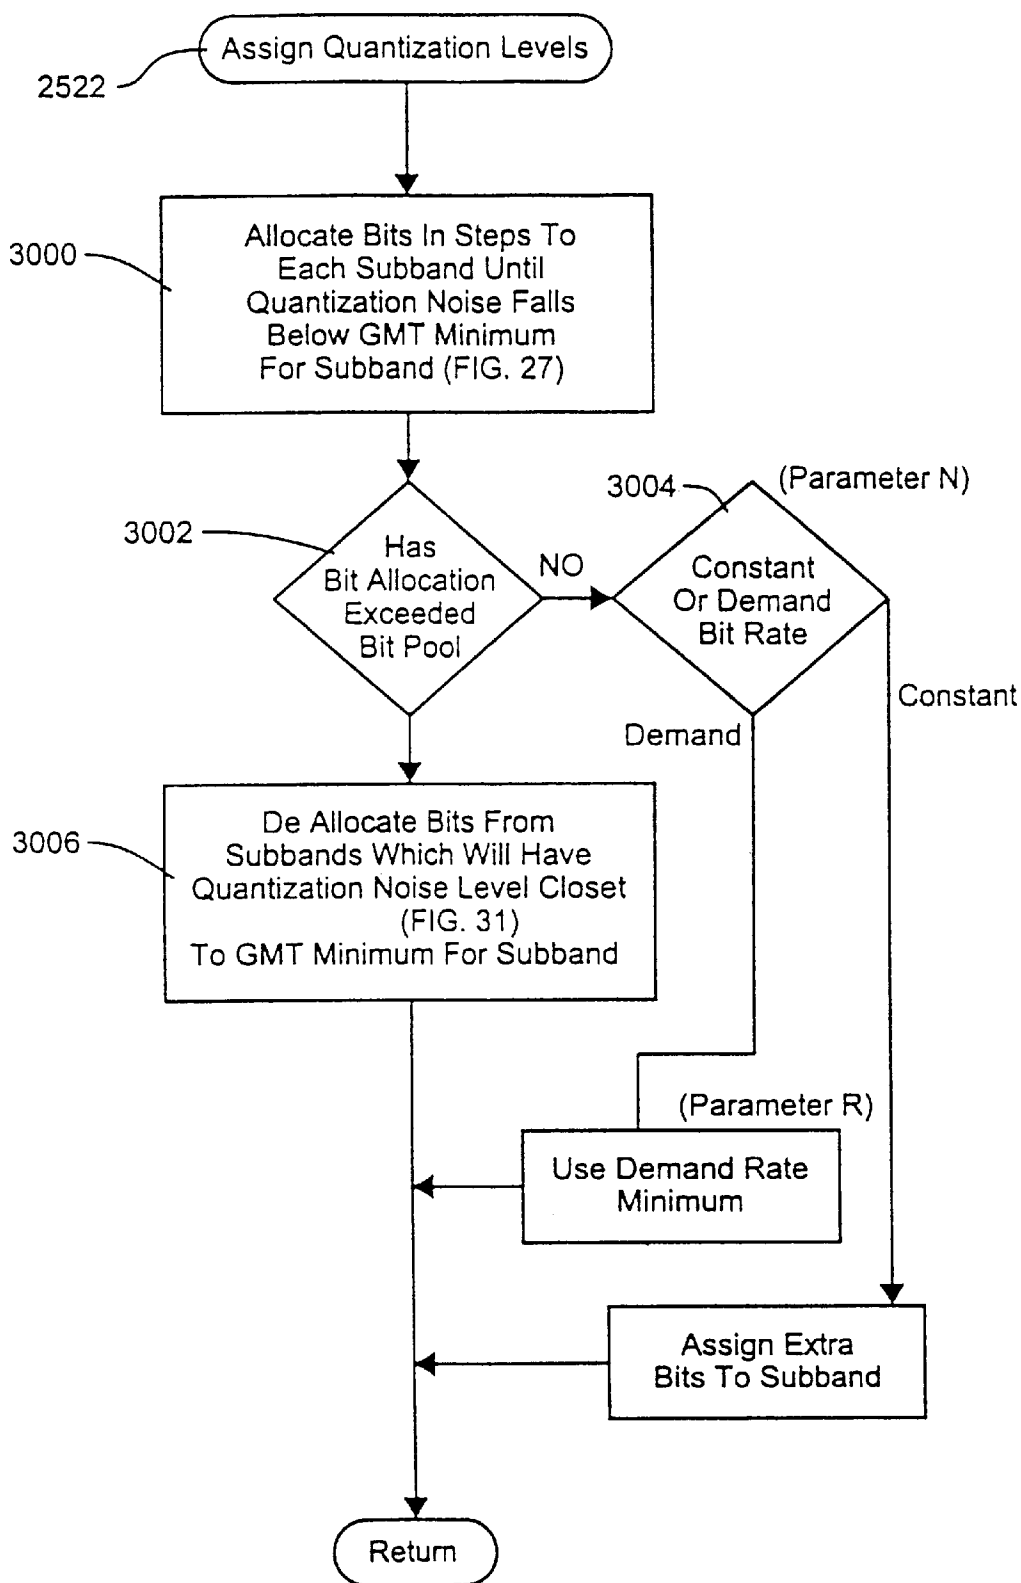 Assign Quantization Levels
2522
3000
Allocate Bits In Steps To
Each Subband Until
Quantization Noise Falls
Below GMT Minimum
For Subband (FIG. 27)
3002
Has
Bit Allocation
Exceeded
Bit Pool
NO
3004
(Parameter N)
Constant
Or Demand
Bit Rate
Constant
Demand
3006
De Allocate Bits From
Subbands Which Will Have
Quantization Noise Level Closet
(FIG. 31)
To GMT Minimum For Subband
(Parameter R)
Use Demand Rate
Minimum
Assign Extra
Bits To Subband
Return